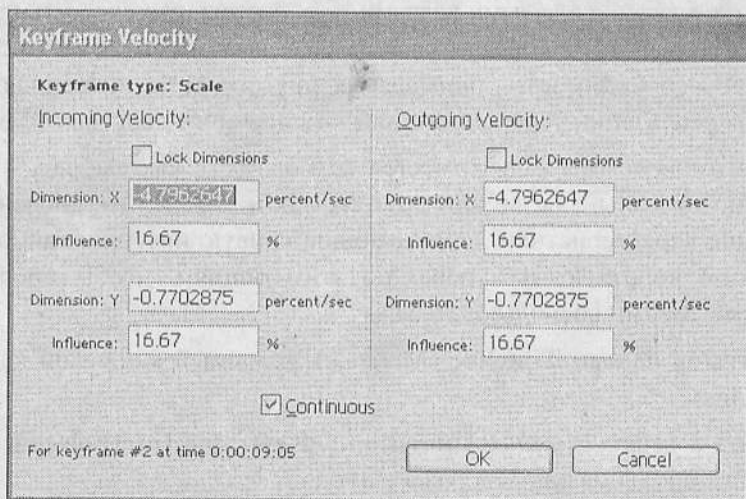 Keyframe Velocity
Keyframe type: Scale
Incoming Velocity:
Lock Dimensions
Dimension: X -4.7962647 percent/sec
Influence: 16.67 %
Dimension: Y -0.7702875 percent/sec
Influence: 16.67 %
Outgoing Velocity:
Lock Dimensions
Dimension: X -4.7962647 percent/sec
Influence: 16.67 %
Dimension: Y -0.7702875 percent/sec
Influence: 16.67 %
Continuous
For keyframe #2 at time 0:00:09:05
OK
Cancel